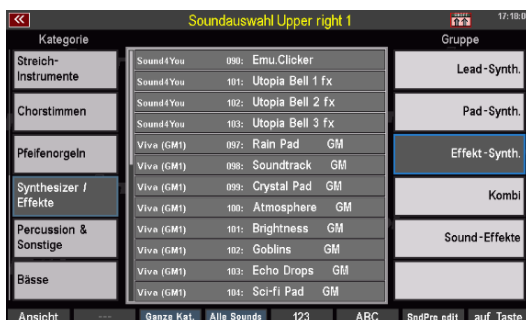 Soundauswahl Upper right 1
17:18:0
Kategorie
Gruppe
Streich-
Instrumente
Chorstimmen
Pfeifenorgeln
Synthesizer /
Effekte
Percussion &
Sonstige
Bässe
Sound4You 090: Emu.Clicker
Sound4You 101: Utopia Bell 1 fx
Sound4You 102: Utopia Bell 2 fx
Sound4You 103: Utopia Bell 3 fx
Viva (GM1) 097: Rain Pad GM
Viva (GM1) 098: Soundtrack GM
Viva (GM1) 099: Crystal Pad GM
Viva (GM1) 100: Atmosphere GM
Viva (GM1) 101: Brightness GM
Viva (GM1) 102: Goblins GM
Viva (GM1) 103: Echo Drops GM
Viva (GM1) 104: Sci-fi Pad GM
Lead-Synth.
Pad-Synth.
Effekt-Synth.
Kombi
Sound-Effekte
Ansicht --- Ganze Kat. Alle Sounds 123 ABC SndPre edit auf Taste